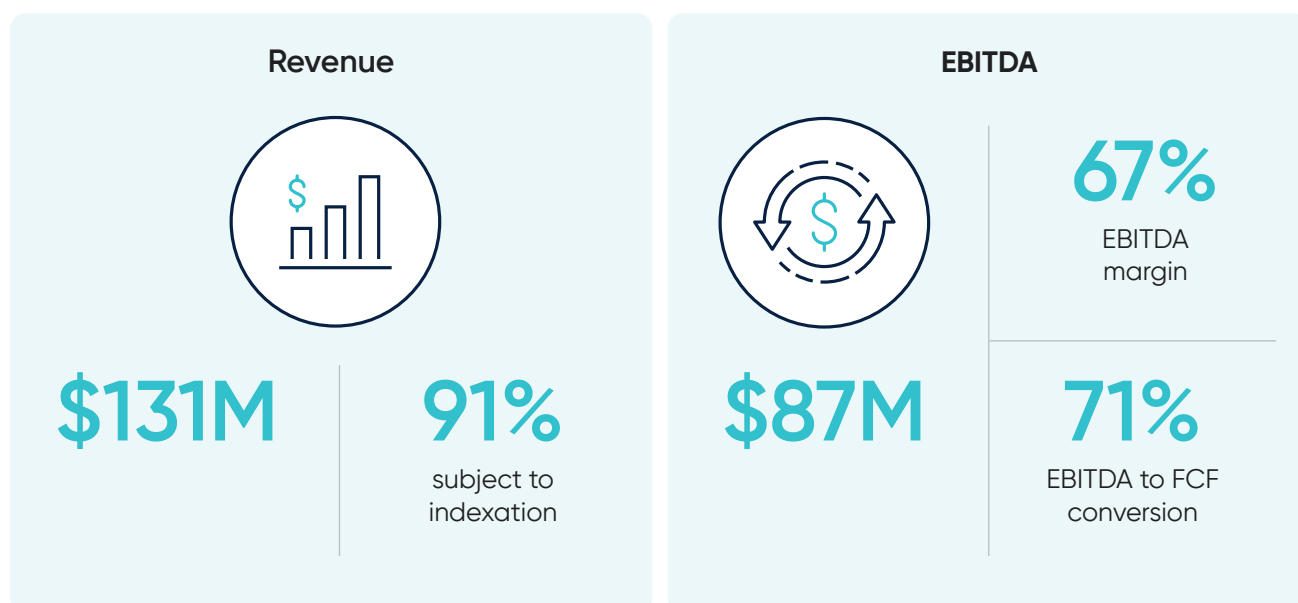 Revenue
$
$131M
91%
subject to
indexation
EBITDA
$
$87M
67%
EBITDA
margin
71%
EBITDA to FCF
conversion